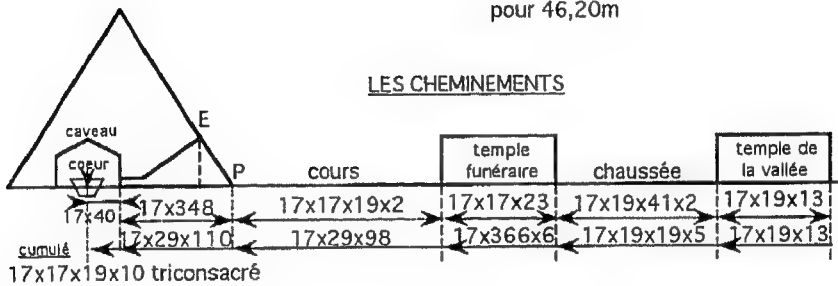 pour 46,20m
LES CHEMINEMENTS
E
caveau
coeur
P
cours
temple
funéraire
chaussée
temple de
la vallée
17x40
17x348
17x17x19x2
17x17x23
17x19x41x2
17x19x13
17x29x110
17x29x98
17x366x6
17x19x19x5
17x19x13
cumulé
17x17x19x10 triconsacré